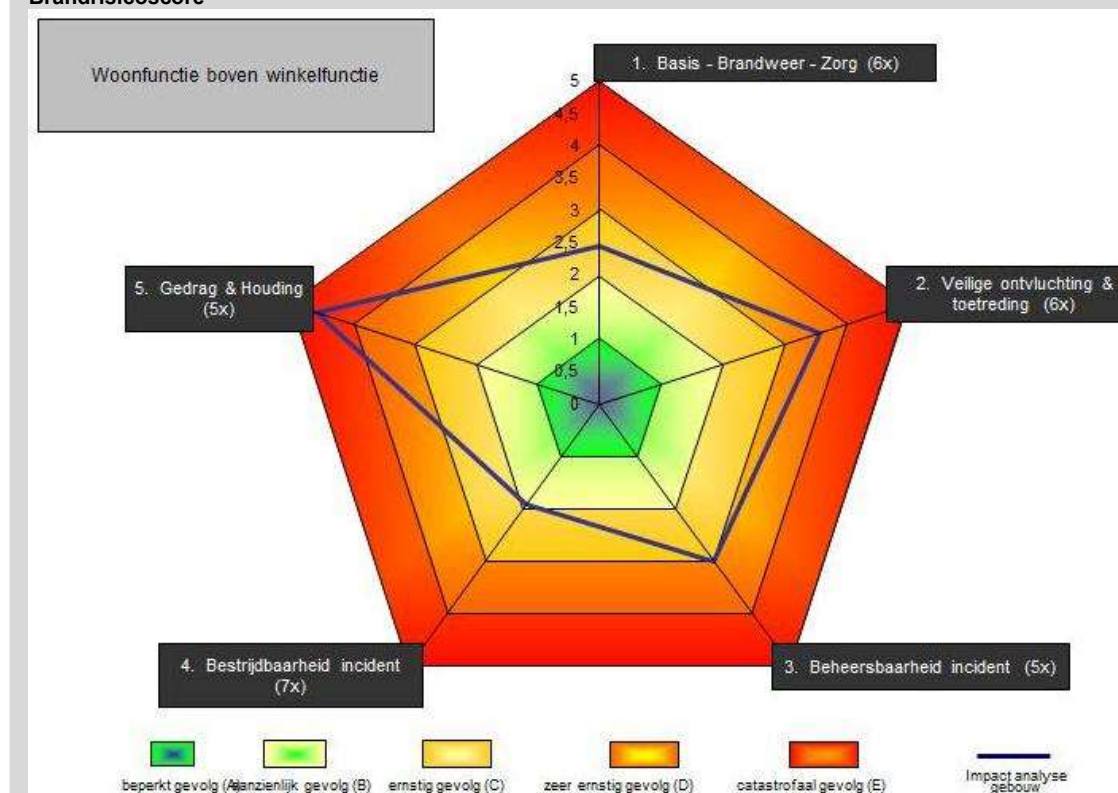 Brandrisicoscore
Woonfunctie boven winkelfunctie
1. Basis - Brandweer - Zorg (6x)
5
4,5
4
3,5
3
2,5
2
1,5
1
0,5
0
5. Gedrag & Houding
(5x)
2. Veilige ontvluchting &
toetreding (6x)
4. Bestrijdbaarheid incident
(7x)
3. Beheersbaarheid incident (5x)
beperkt gevolg (A)
anzienlijk gevolg (B)
ernstig gevolg (C)
zeer ernstig gevolg (D)
catastrofaal gevolg (E)
Impact analyse
gebouw